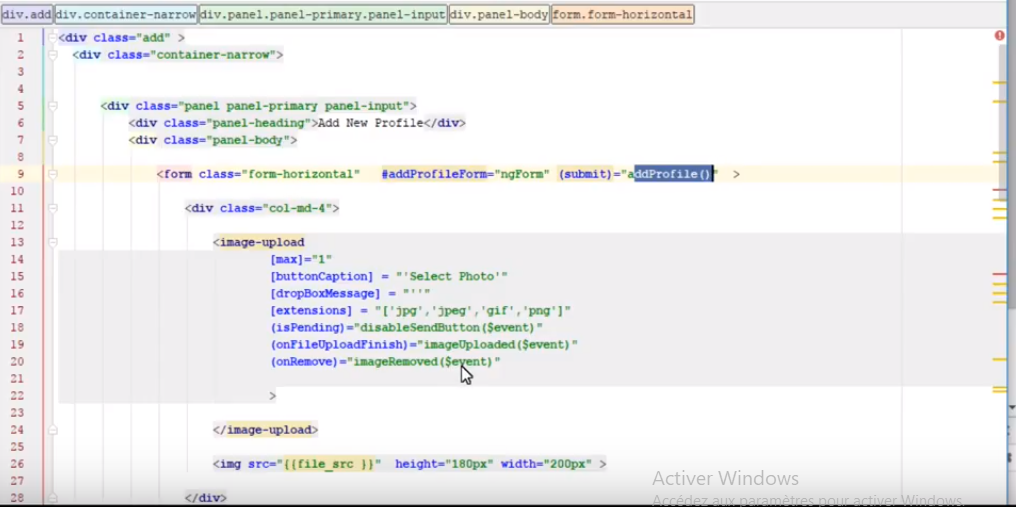 div.add div.container-narrow div.panel.panel-primary.panel-input div.panel-body form.form-horizontal
1 <div class="add" >
2 <div class="container-narrow">
3
4
5 <div class="panel panel-primary panel-input">
6 <div class="panel-heading">Add New Profile</div>
7 <div class="panel-body">
8
9 <form class="form-horizontal" #addProfileForm="ngForm" (submit)="addProfile()" >
10
11 <div class="col-md-4">
12
13 <image-upload
14 [max]="1"
15 [buttonCaption] = "'Select Photo'"
16 [dropBoxMessage] = "''"
17 [extensions] = "['jpg','jpeg','gif','png']"
18 (isPending)="disableSendButton($event)"
19 (onFileUploadFinish)="imageUploaded($event)"
20 (onRemove)="imageRemoved($event)"
21
22 >
23
24 </image-upload>
25
26 <img src="{{file_src }}" height="180px" width="200px" >
27
28 </div>
Activer Windows
Accédez aux paramètres pour activer Windows.